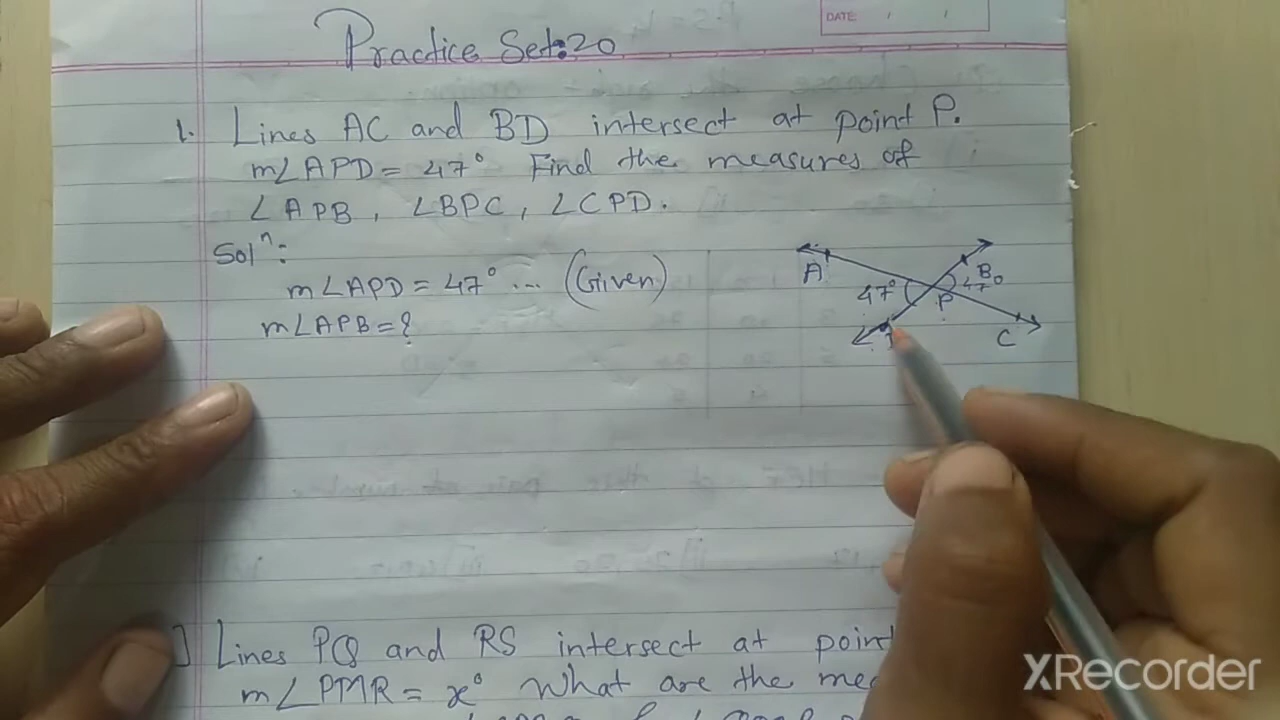 DATE:
Practice Set:20
1. Lines AC and BD intersect at point P.
m∠APD = 47° Find the measures of
∠APB, ∠BPC, ∠CPD.
Solⁿ:
m∠APD = 47° ... (Given)
m∠APB = ?
A
B
47°
47°
P
C
] Lines PQ and RS intersect at point
m∠PMR = x° What are the
XRecorder